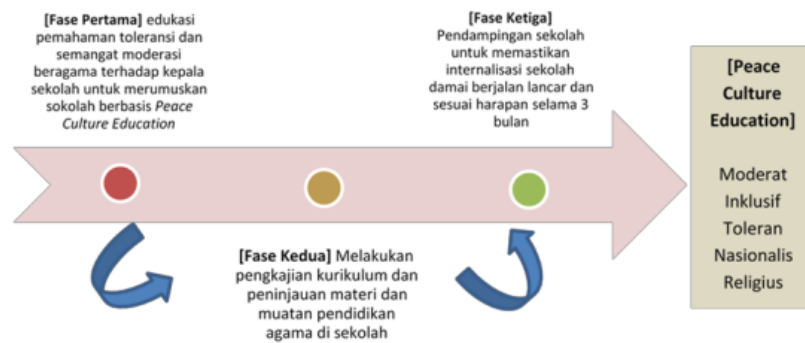 [Fase Pertama] edukasi
pemahaman toleransi dan
semangat moderasi
beragama terhadap kepala
sekolah untuk merumuskan
sokolah berbasis Peace
Culture Education
[Fase Kedua] Melakukan
pengkajian kurikulum dan
peninjauan materi dan
muatan pendidikan
agama di sekolah
[Fase Ketiga]
Pendampingan sekolah
untuk memastikan
internalisasi sekolah
damai berjalan lancar dan
sesuai harapan selama 3
bulan
[Peace
Culture
Education]
Moderat
Inklusif
Toleran
Nasionalis
Religius